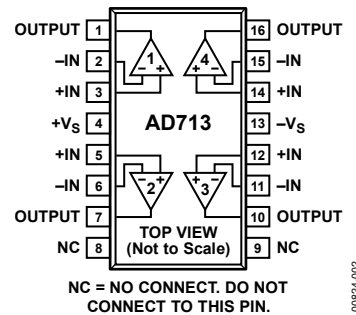 OUTPUT 1 16 OUTPUT
–IN 2 1 4 15 –IN
– + – +
+IN 3 14 +IN
+VS 4 AD713 13 –VS
+IN 5 12 +IN
– + + –
–IN 6 2 3 11 –IN
OUTPUT 7 10 OUTPUT
TOP VIEW
NC 8 (Not to Scale) 9 NC
NC = NO CONNECT. DO NOT
CONNECT TO THIS PIN.
00824-002